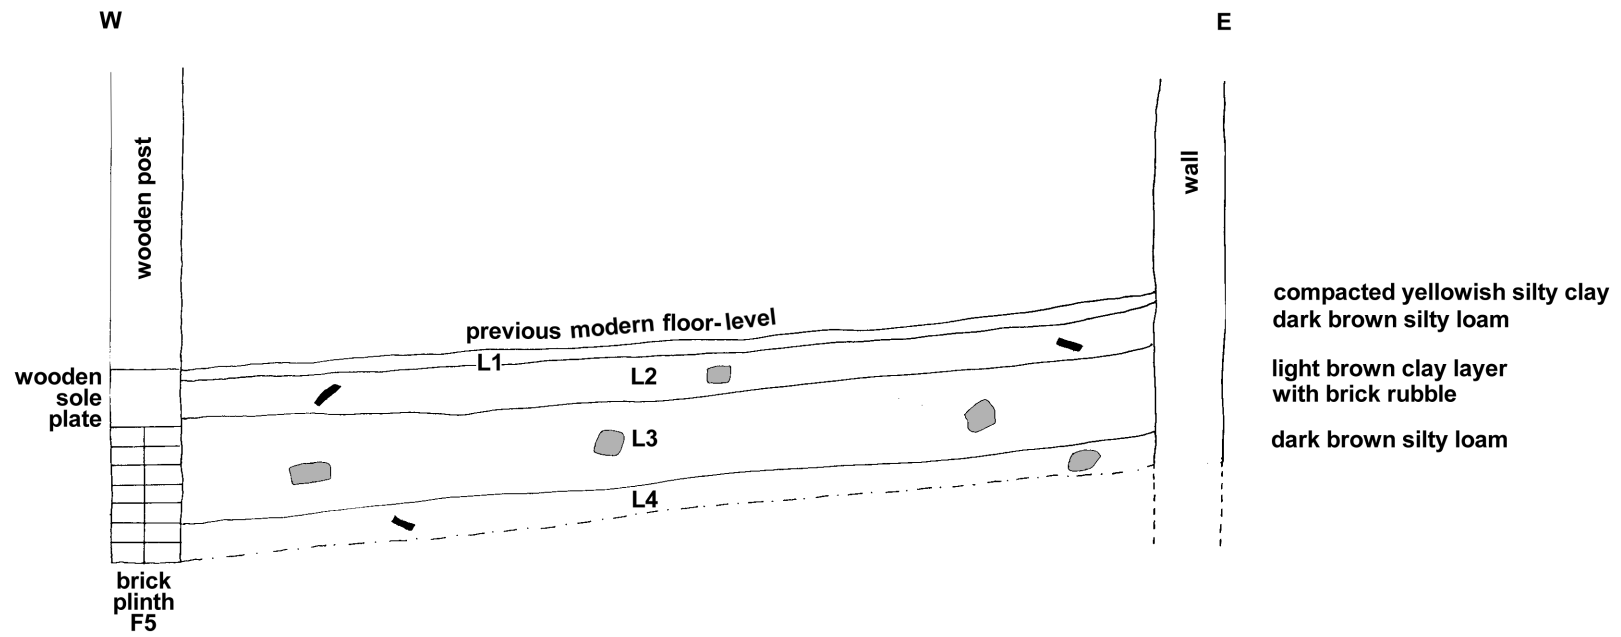 W
E
wooden post
wall
previous modern floor-level
compacted yellowish silty clay
dark brown silty loam
L1
L2
light brown clay layer
with brick rubble
wooden
sole
plate
L3
dark brown silty loam
L4
brick
plinth
F5